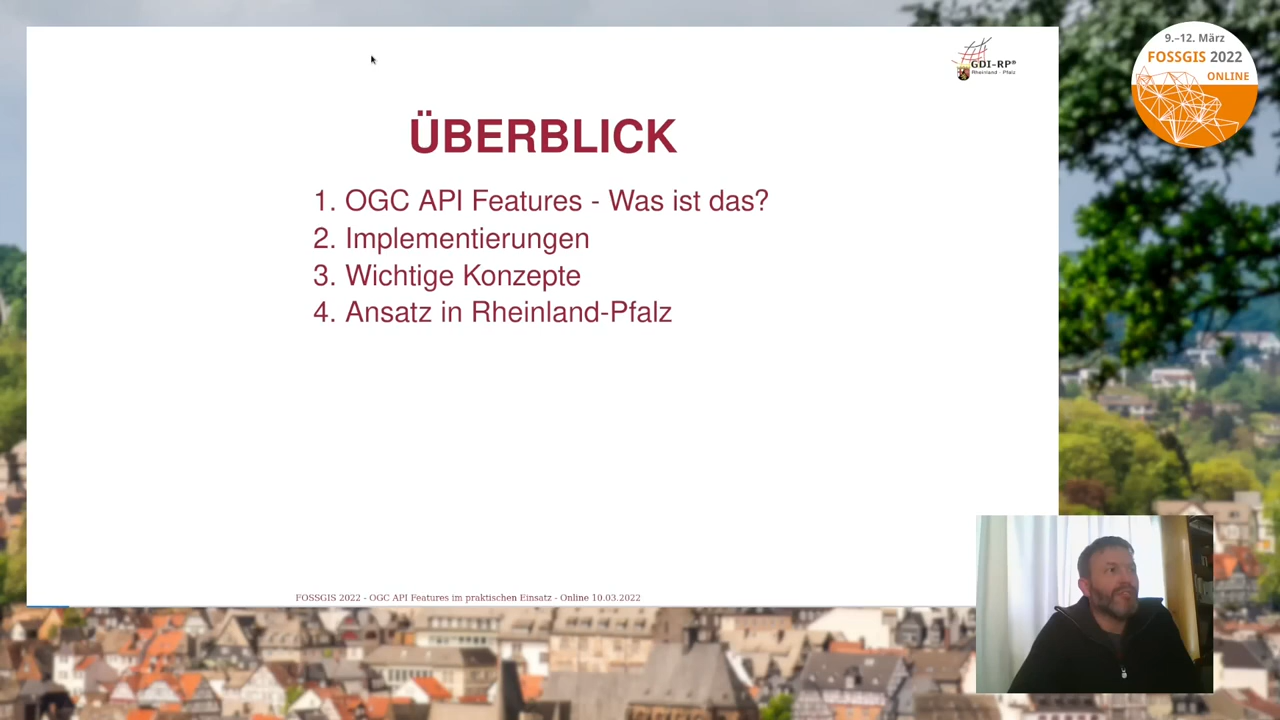 9.–12. März
FOSSGIS 2022
ONLINE
GDI-RP®
Rheinland - Pfalz
ÜBERBLICK
1. OGC API Features - Was ist das?
2. Implementierungen
3. Wichtige Konzepte
4. Ansatz in Rheinland-Pfalz
FOSSGIS 2022 - OGC API Features im praktischen Einsatz - Online 10.03.2022